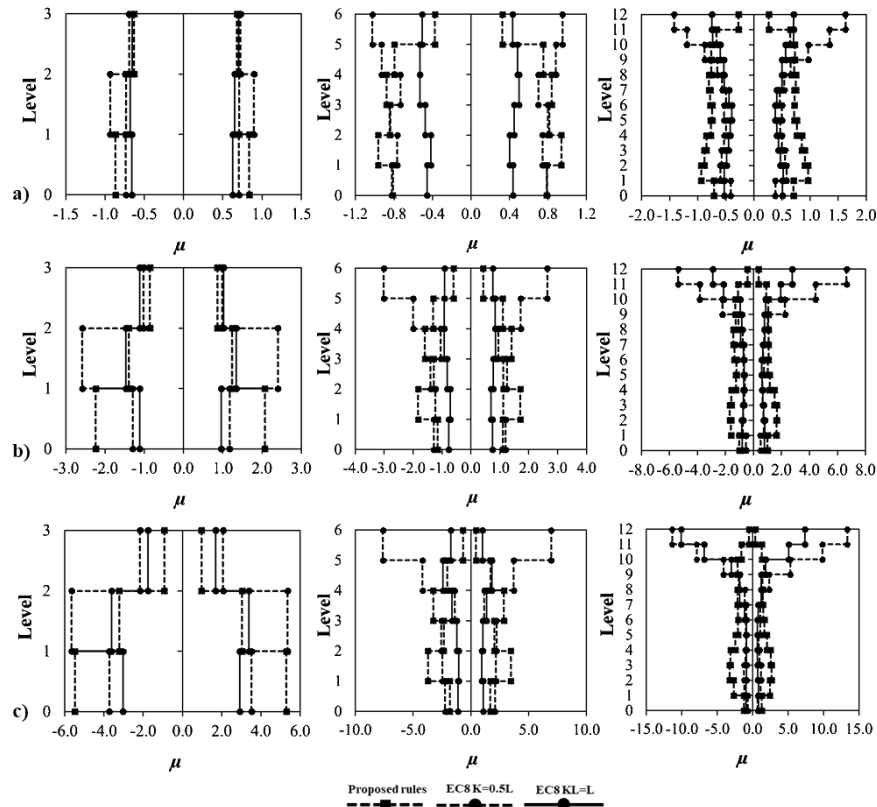 3
2
1
0
Level
-1.5 -1.0 -0.5 0.0 0.5 1.0 1.5
μ
a)
6
5
4
3
2
1
0
Level
-1.2 -0.8 -0.4 0.0 0.4 0.8 1.2
μ
12
11
10
9
8
7
6
5
4
3
2
1
0
Level
-2.0 -1.5 -1.0 -0.5 0.0 0.5 1.0 1.5 2.0
μ
3
2
1
0
Level
-3.0 -2.0 -1.0 0.0 1.0 2.0 3.0
μ
b)
6
5
4
3
2
1
0
Level
-4.0 -3.0 -2.0 -1.0 0.0 1.0 2.0 3.0 4.0
μ
12
11
10
9
8
7
6
5
4
3
2
1
0
Level
-8.0 -6.0 -4.0 -2.0 0.0 2.0 4.0 6.0 8.0
μ
3
2
1
0
Level
-6.0 -4.0 -2.0 0.0 2.0 4.0 6.0
μ
c)
6
5
4
3
2
1
0
Level
-10.0 -5.0 0.0 5.0 10.0
μ
12
11
10
9
8
7
6
5
4
3
2
1
0
Level
-15.0 -10.0 -5.0 0.0 5.0 10.0 15.0
μ
Proposed rules EC8 K=0.5L EC8 KL=L